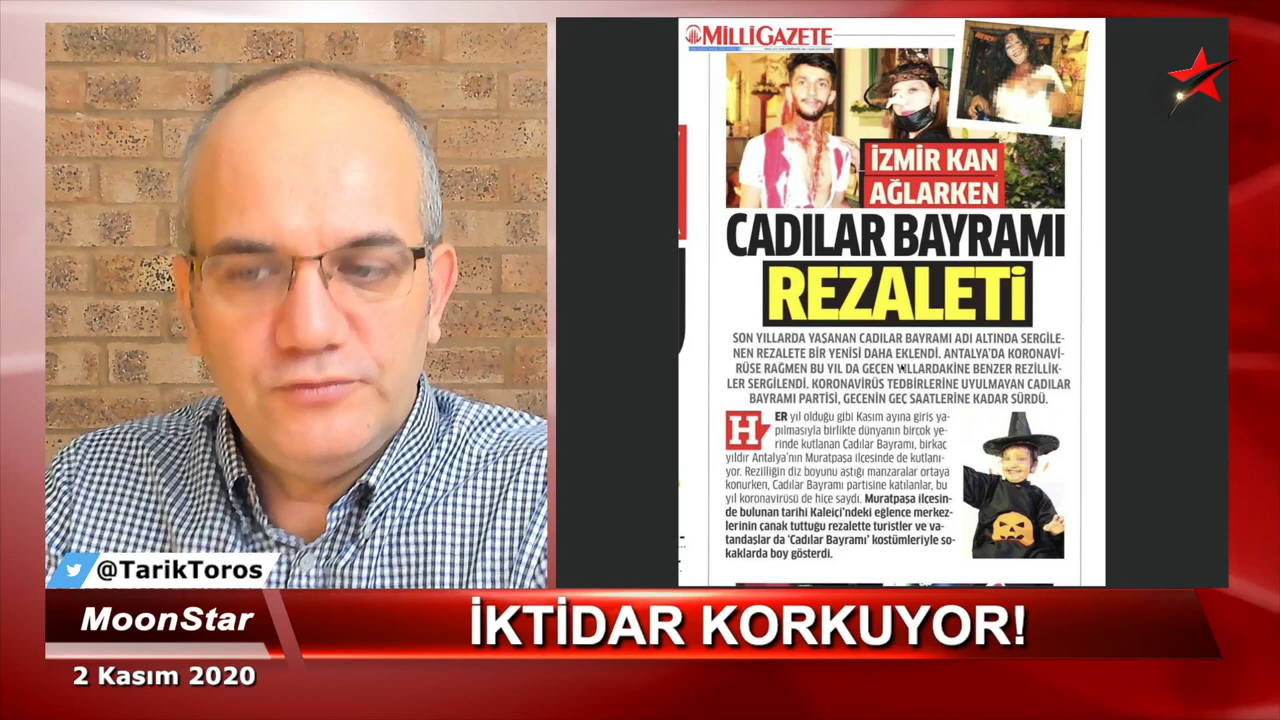 MİLLİGAZETE
İZMİR KAN
AĞLARKEN
CADILAR BAYRAMI
REZALETİ
SON YILLARDA YAŞANAN CADILAR BAYRAMI ADI ALTINDA SERGİLE-
NEN REZALETE BİR YENİSİ DAHA EKLENDİ. ANTALYA'DA KORONAVİ-
RÜSE RAĞMEN BU YIL DA GEÇEN YILLARDAKİNE BENZER REZİLLİK-
LER SERGİLENDİ. KORONAVİRÜS TEDBİRLERİNE UYULMAYAN CADILAR
BAYRAMI PARTİSİ, GECENİN GEÇ SAATLERİNE KADAR SÜRDÜ.
HER yıl olduğu gibi Kasım ayına giriş ya-
pılmasıyla birlikte dünyanın birçok ye-
rinde kutlanan Cadılar Bayramı, birkaç
yıldır Antalya'nın Muratpaşa ilçesinde de kutlanı-
yor. Rezilliğin diz boyunu aştığı manzaralar ortaya
konurken, Cadılar Bayramı partisine katılanlar, bu
yıl koronavirüsü de hiçe saydı. Muratpaşa ilçesin-
de bulunan tarihi Kaleiçi'ndeki eğlence merkez-
lerinin çanak tuttuğu rezalette turistler ve va-
tandaşlar da 'Cadılar Bayramı' kostümleriyle so-
kaklarda boy gösterdi.
@TarikToros
MoonStar
İKTİDAR KORKUYOR!
2 Kasım 2020